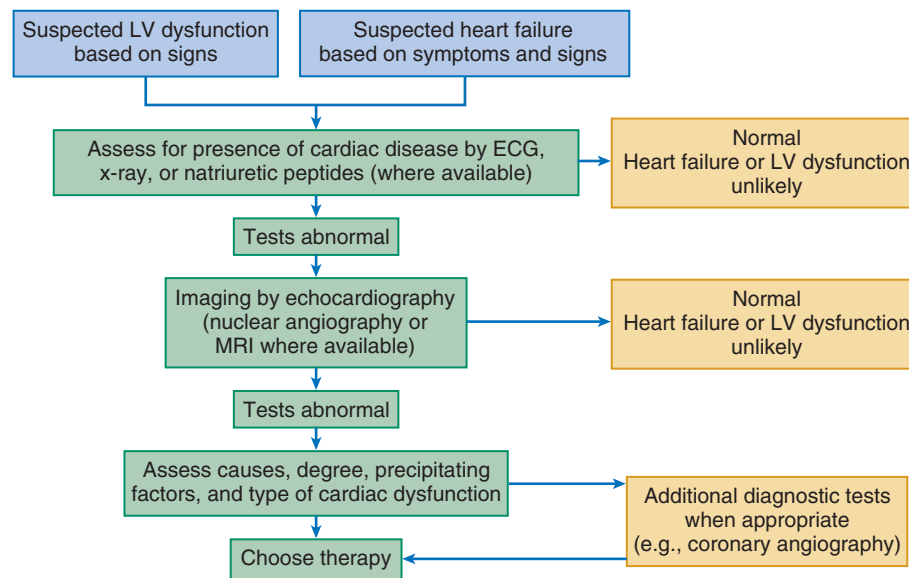 Suspected LV dysfunction
based on signs
Suspected heart failure
based on symptoms and signs
Assess for presence of cardiac disease by ECG,
x-ray, or natriuretic peptides (where available)
Normal
Heart failure or LV dysfunction
unlikely
Tests abnormal
Imaging by echocardiography
(nuclear angiography or
MRI where available)
Normal
Heart failure or LV dysfunction
unlikely
Tests abnormal
Assess causes, degree, precipitating
factors, and type of cardiac dysfunction
Additional diagnostic tests
when appropriate
(e.g., coronary angiography)
Choose therapy